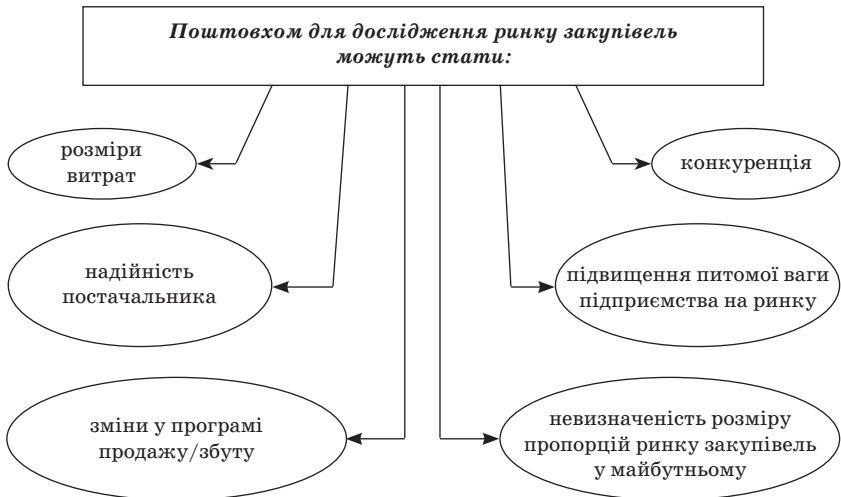 Поштовхом для дослідження ринку закупівель
можуть стати:
розміри
витрат
конкуренція
надійність
постачальника
підвищення питомої ваги
підприємства на ринку
зміни у програмі
продажу/збуту
невизначеність розміру
пропорцій ринку закупівель
у майбутньому